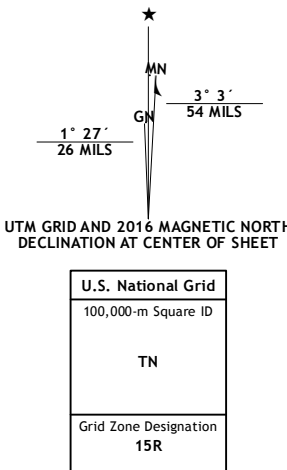 ★
MN
3° 3´
54 MILS
GN
1° 27´
26 MILS
UTM GRID AND 2016 MAGNETIC NORTH
DECLINATION AT CENTER OF SHEET
U.S. National Grid
100,000-m Square ID
TN
Grid Zone Designation
15R